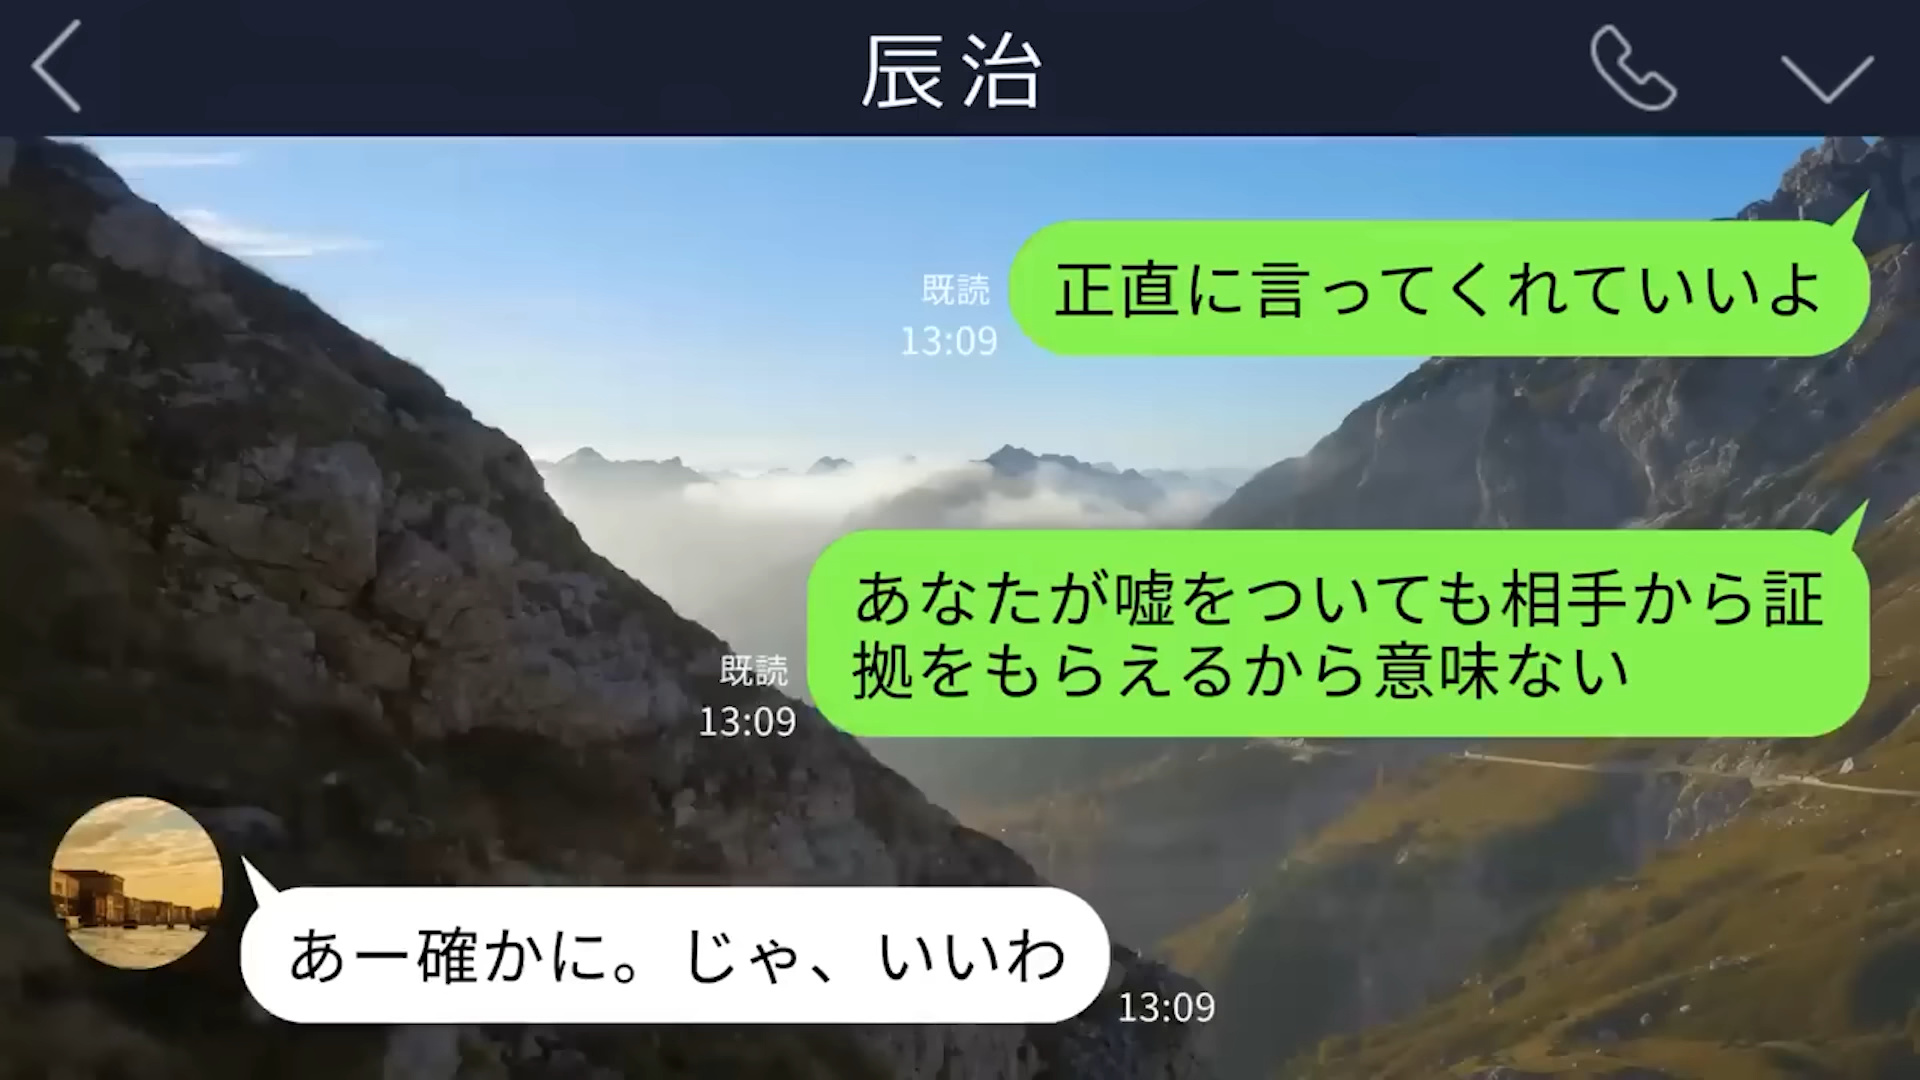 辰治
正直に言ってくれていいよ
既読
13:09
あなたが嘘をついても相手から証
拠をもらえるから意味ない
既読
13:09
あー確かに。じゃ、いいわ
13:09